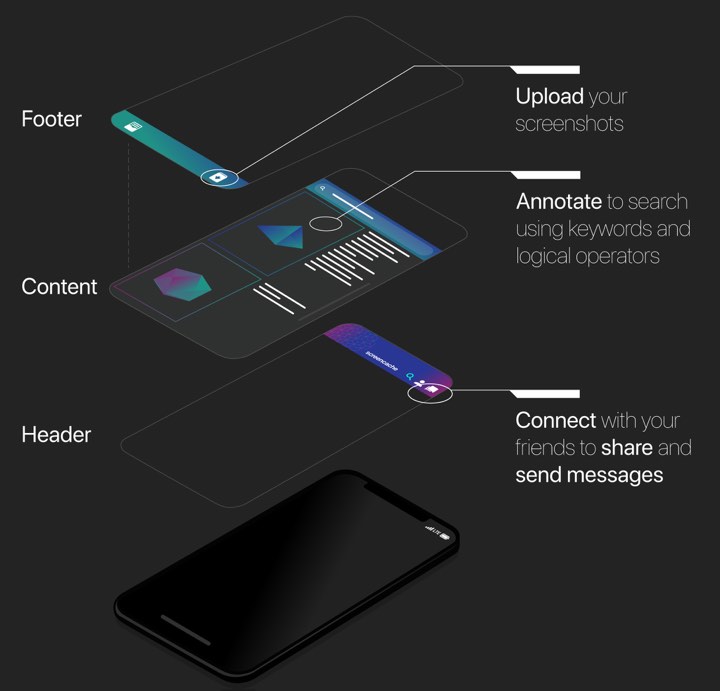 Footer
Upload your
screenshots
Annotate to search
using keywords and
logical operators
Content
screencache
Header
Connect with your
friends to share and
send messages
LTE